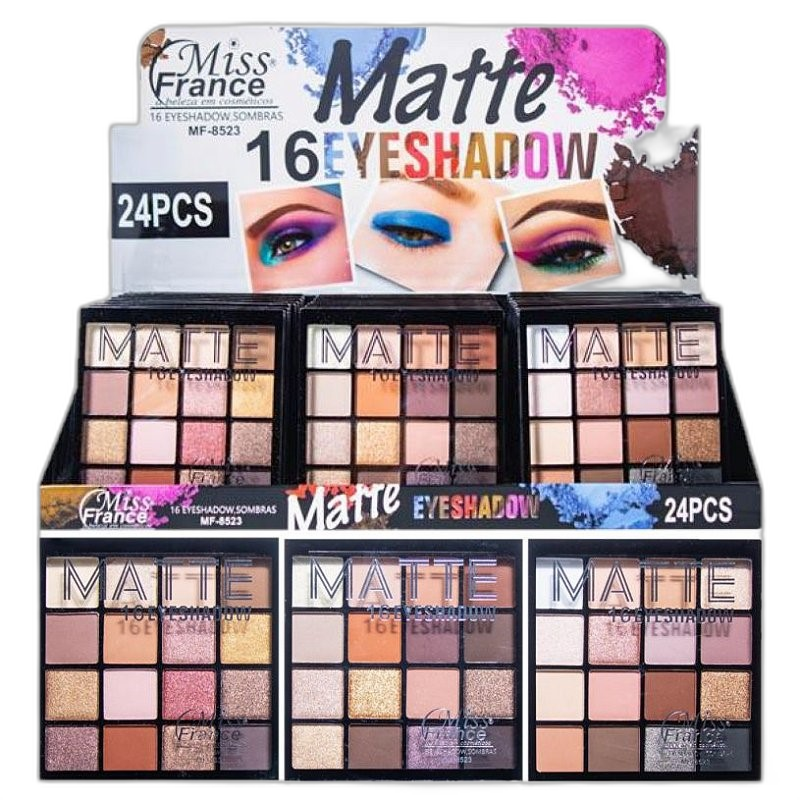 Miss
France
a beleza em cosméticos
16 EYESHADOW,SOMBRAS
MF-8523
Matte
16 EYESHADOW
24PCS
MATTE
16 EYESHADOW
MATTE
16 EYESHADOW
MATTE
16 EYESHADOW
Miss
France
16 EYESHADOW,SOMBRAS
MF-8523
Matte EYESHADOW
24PCS
MATTE
16 EYESHADOW
Miss
France
MATTE
16 EYESHADOW
Miss
France
MATTE
16 EYESHADOW
Miss
France